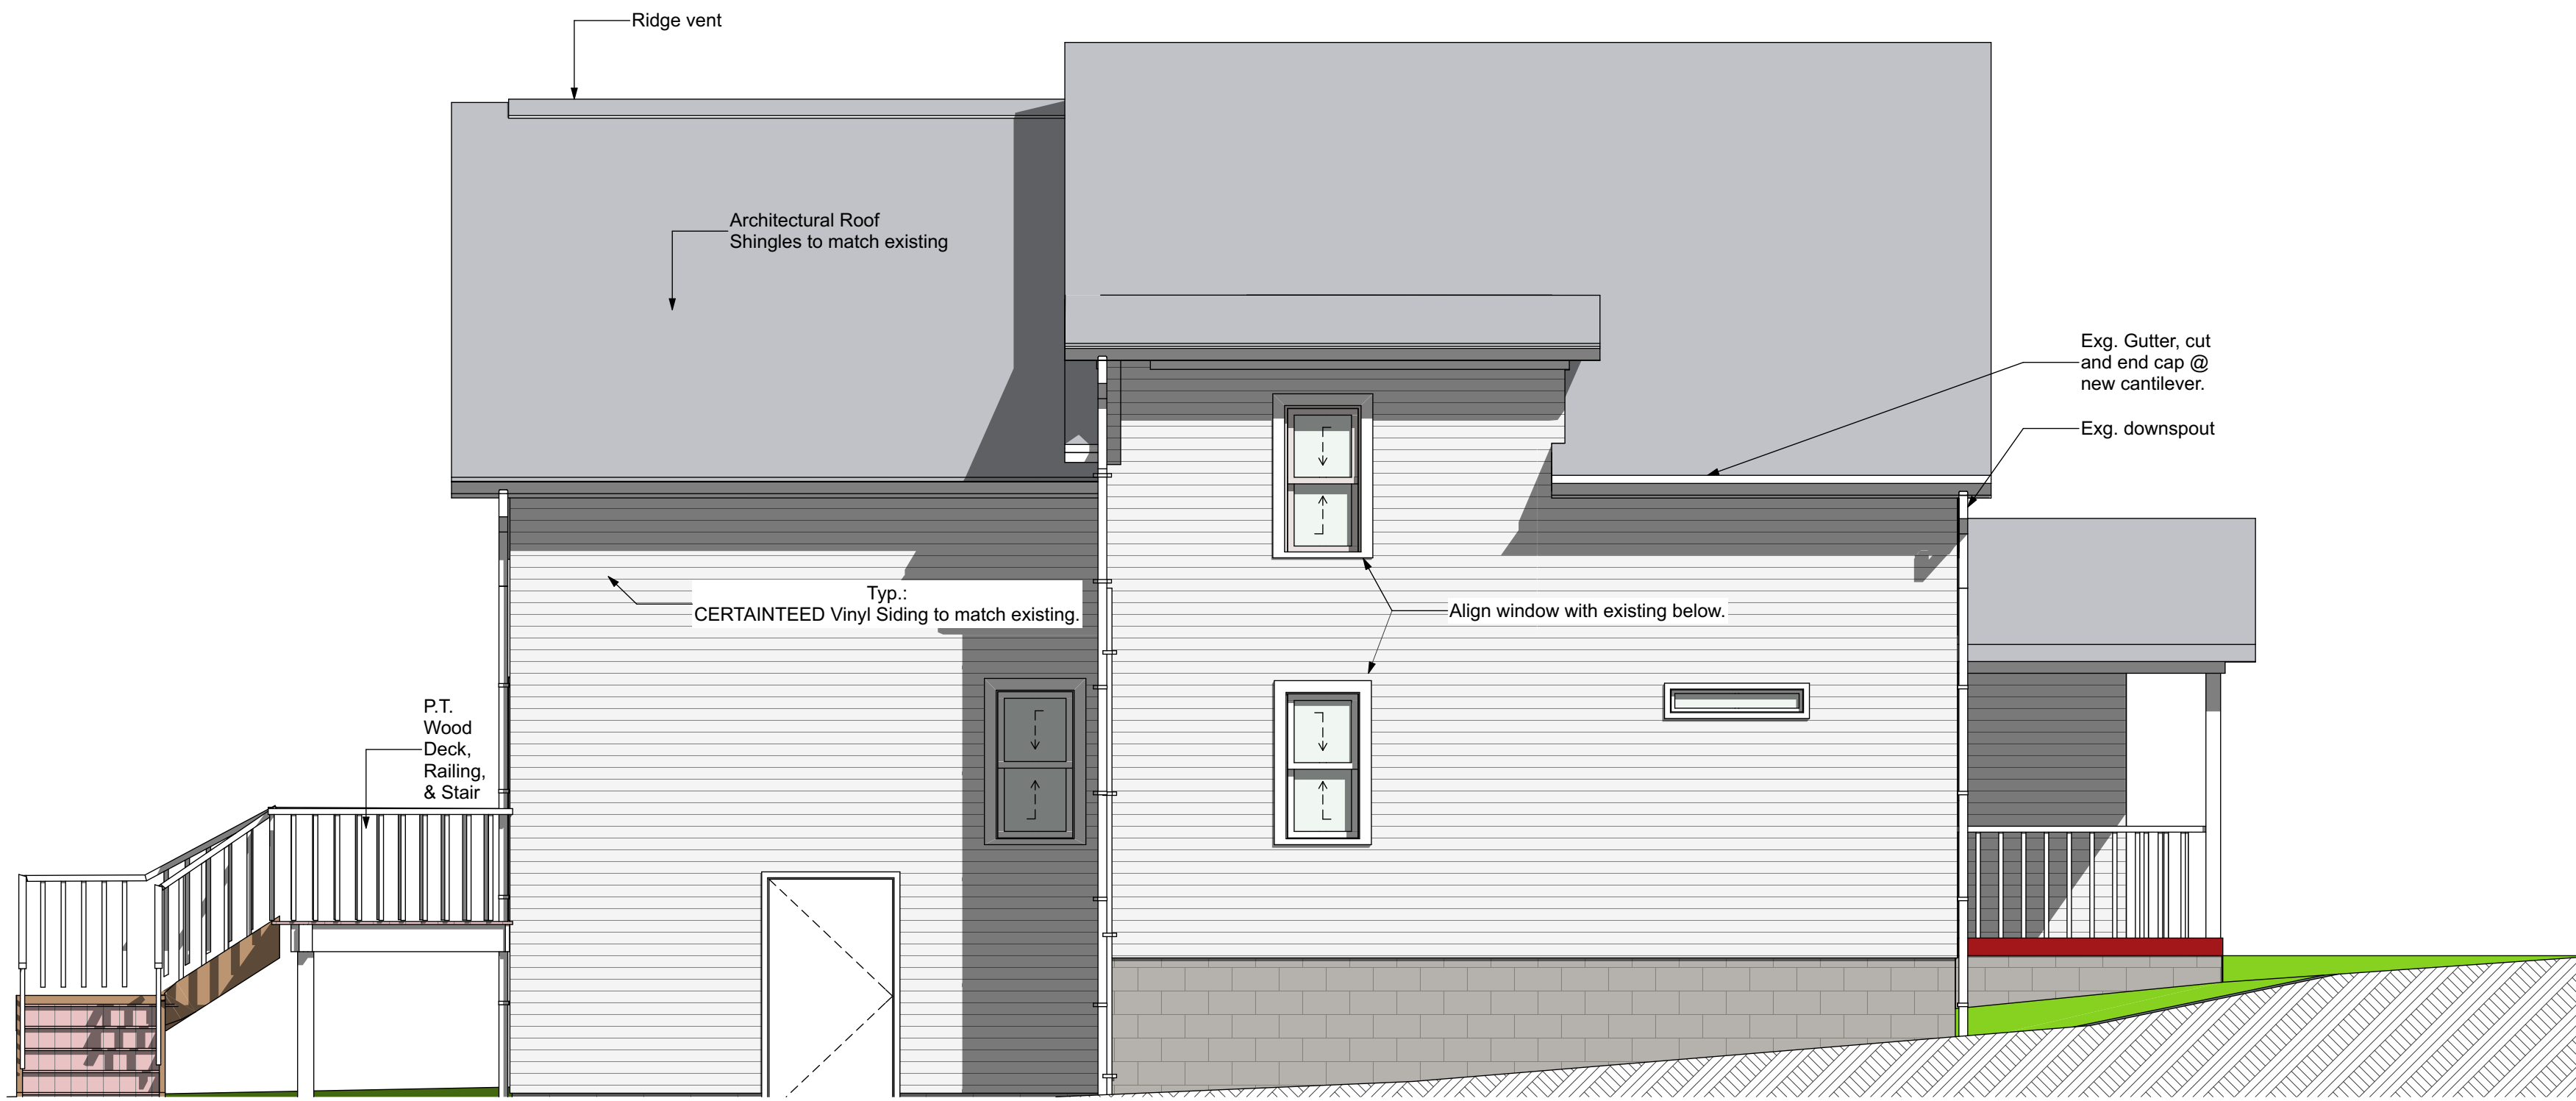 Ridge vent
Architectural Roof
Shingles to match existing
Exg. Gutter, cut
and end cap @
new cantilever.
Exg. downspout
Typ.:
CERTAINTEED Vinyl Siding to match existing.
Align window with existing below.
P.T.
Wood
Deck,
Railing,
& Stair